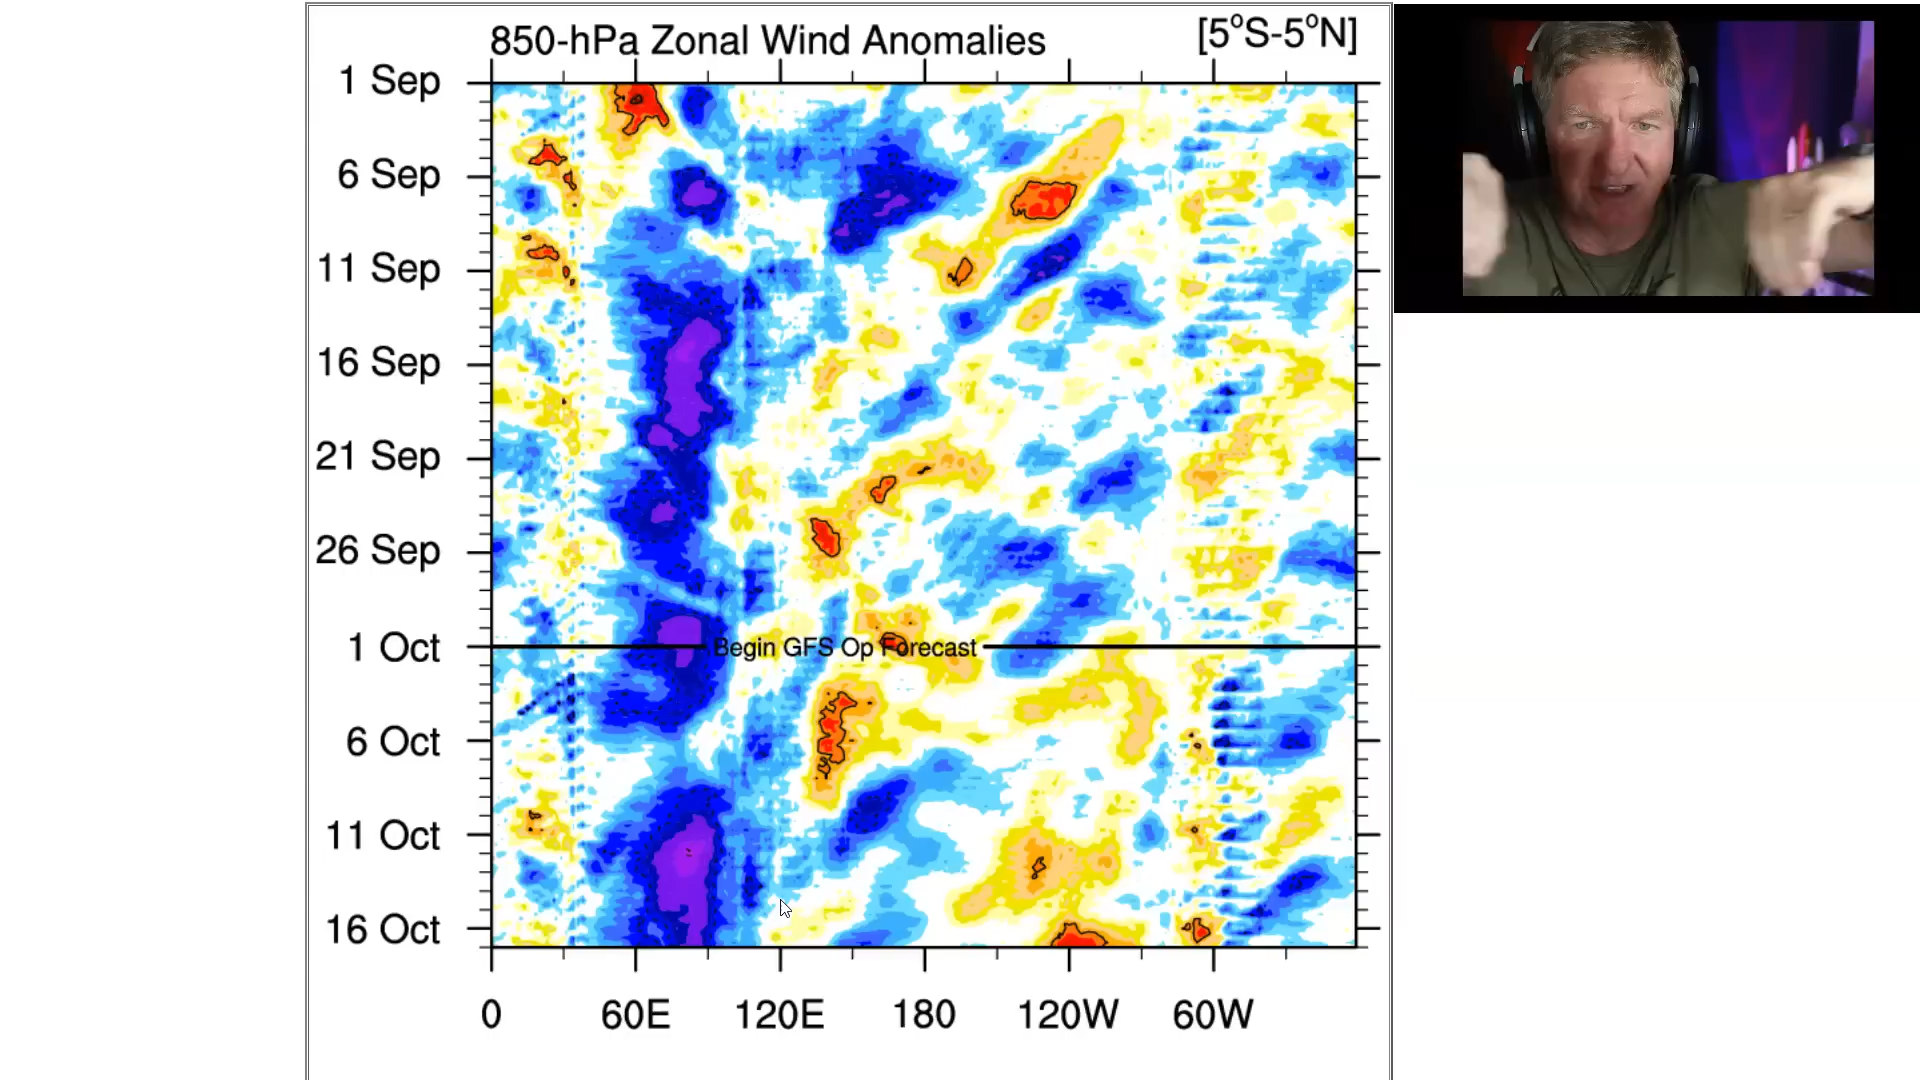 850-hPa Zonal Wind Anomalies [5°S-5°N]
1 Sep
6 Sep
11 Sep
16 Sep
21 Sep
26 Sep
1 Oct
Begin GFS Op Forecast
6 Oct
11 Oct
16 Oct
0 60E 120E 180 120W 60W